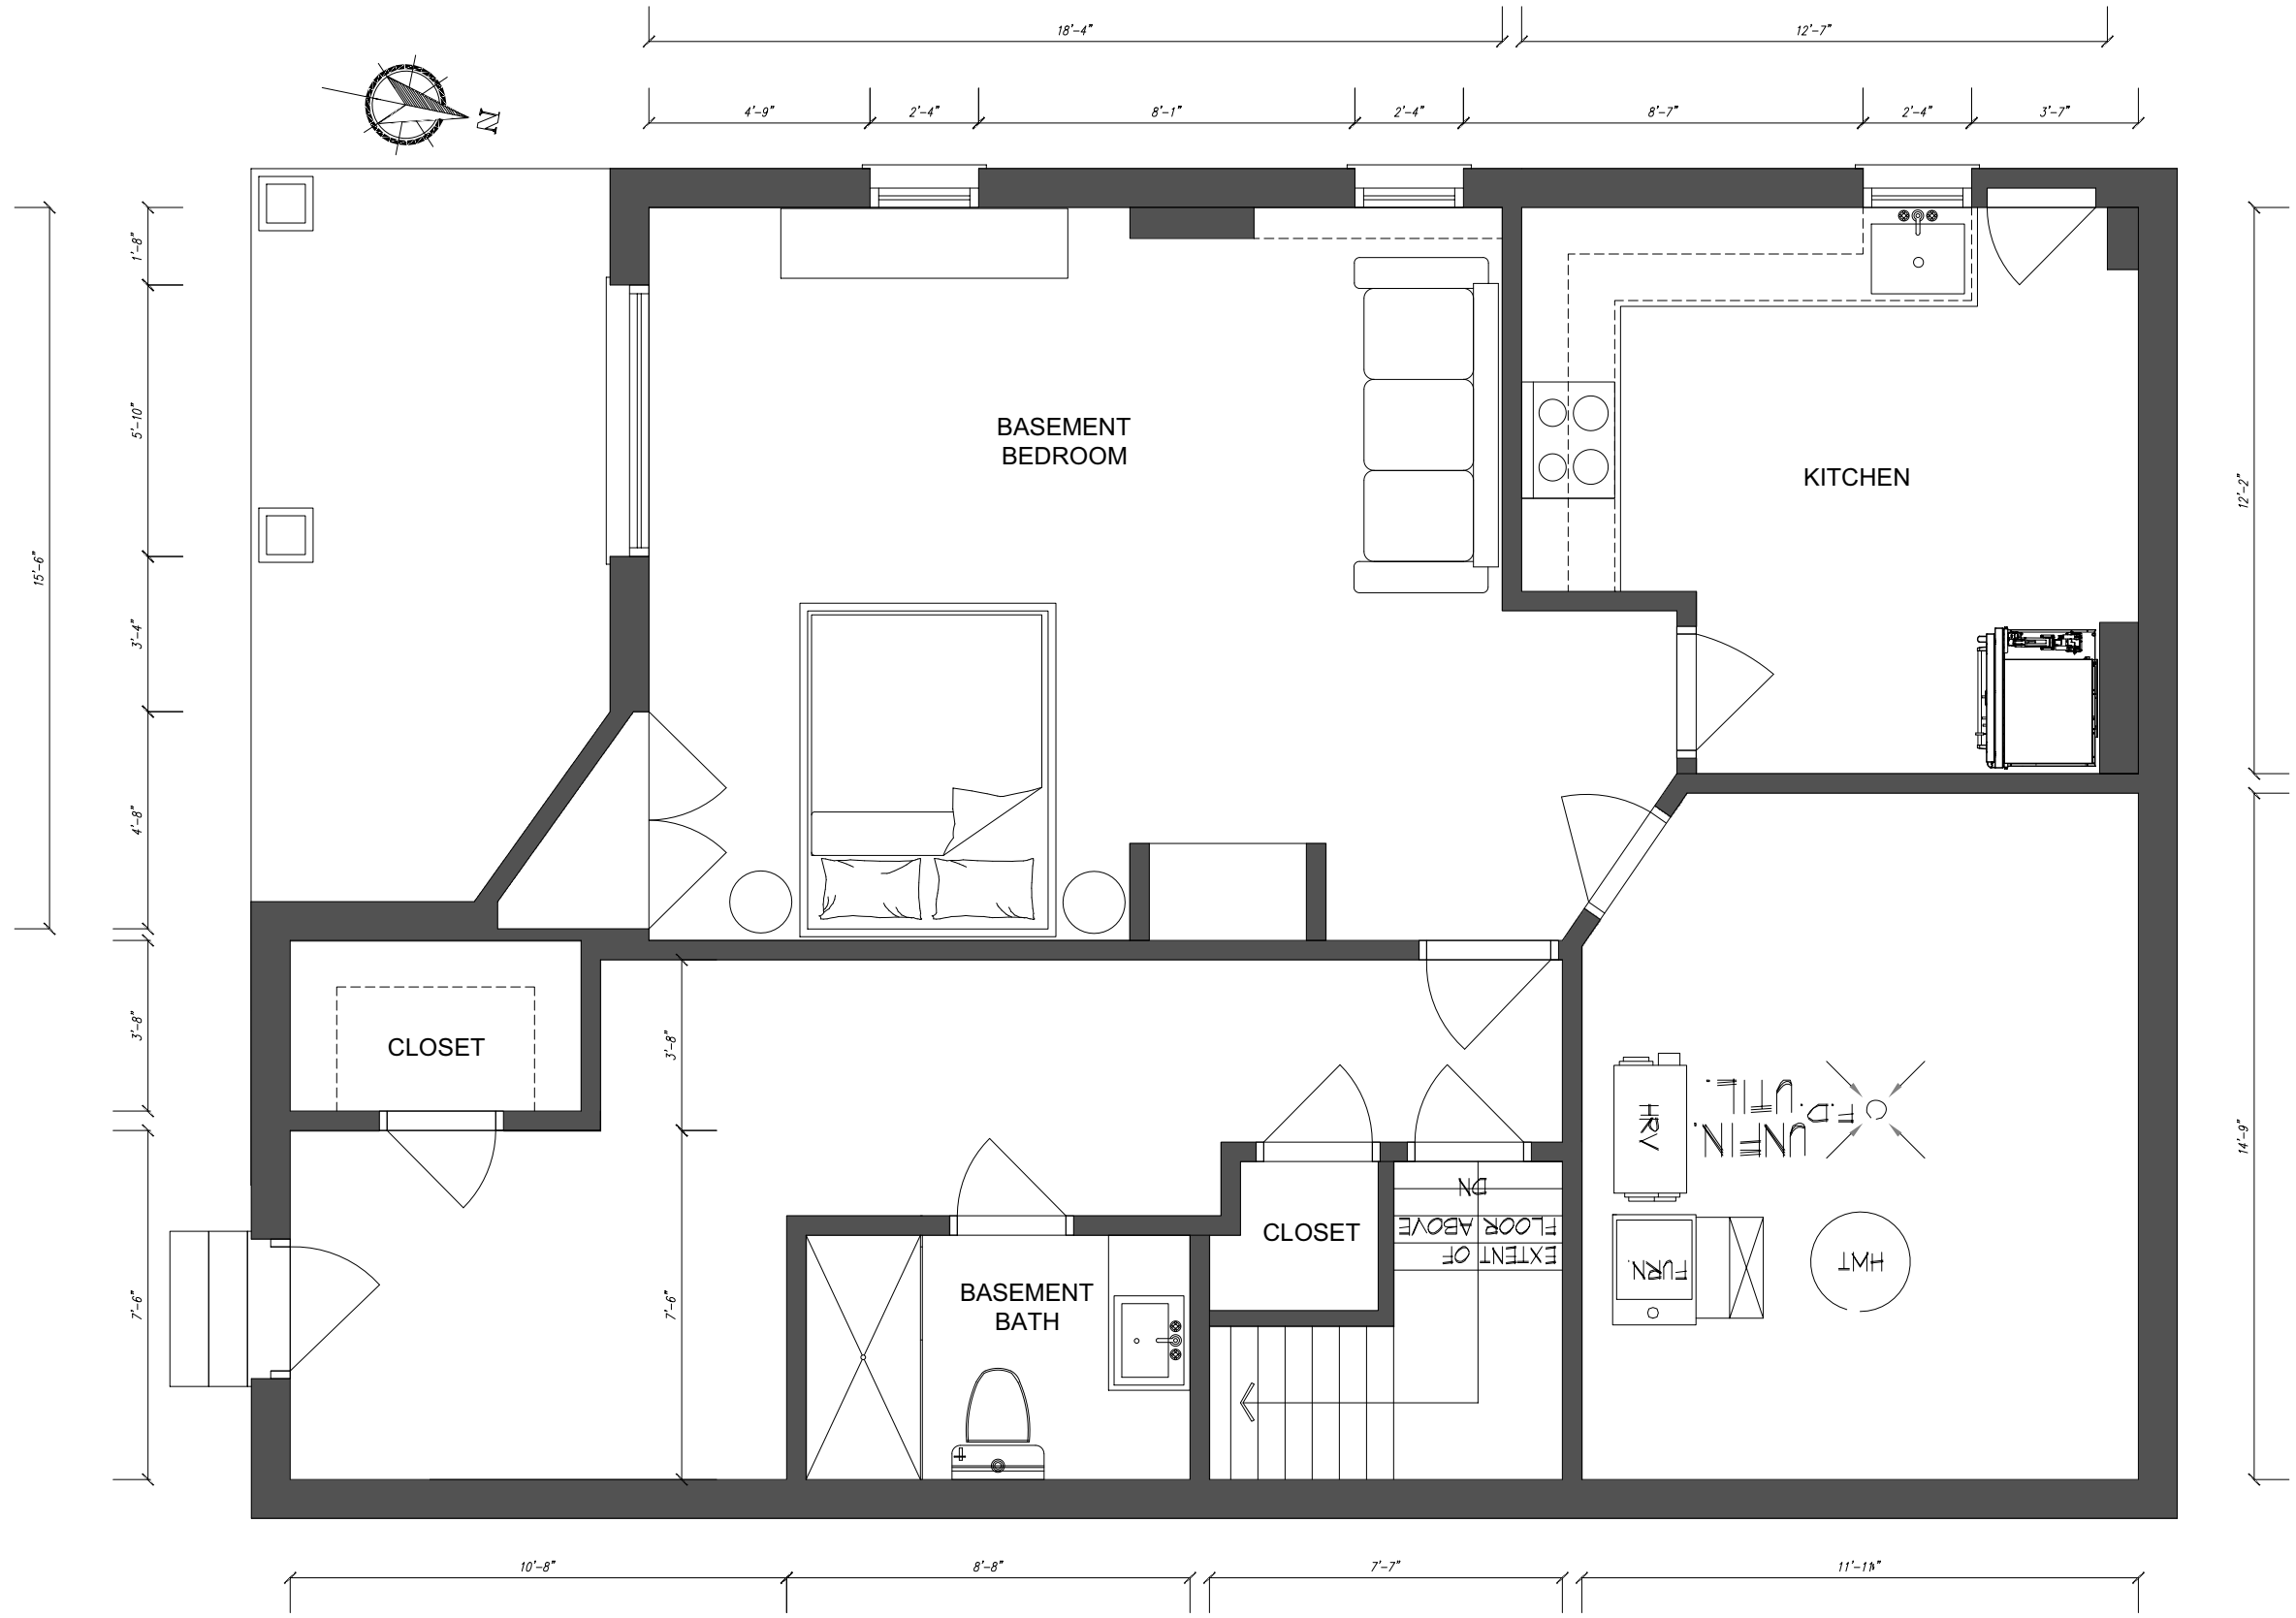 18'-4"
12'-7"
4'-9"
2'-4"
8'-1"
2'-4"
8'-7"
2'-4"
3'-7"
N
15'-6"
1'-8"
5'-10"
3'-4"
4'-8"
3'-8"
7'-6"
BASEMENT
BEDROOM
KITCHEN
12'-2"
14'-9"
CLOSET
3'-8"
7'-6"
BASEMENT
BATH
CLOSET
DN
EXTENT OF
FLOOR ABOVE
HRV
UNFIN.
UTIL.
F.D.
FURN.
HWT
10'-8"
8'-8"
7'-7"